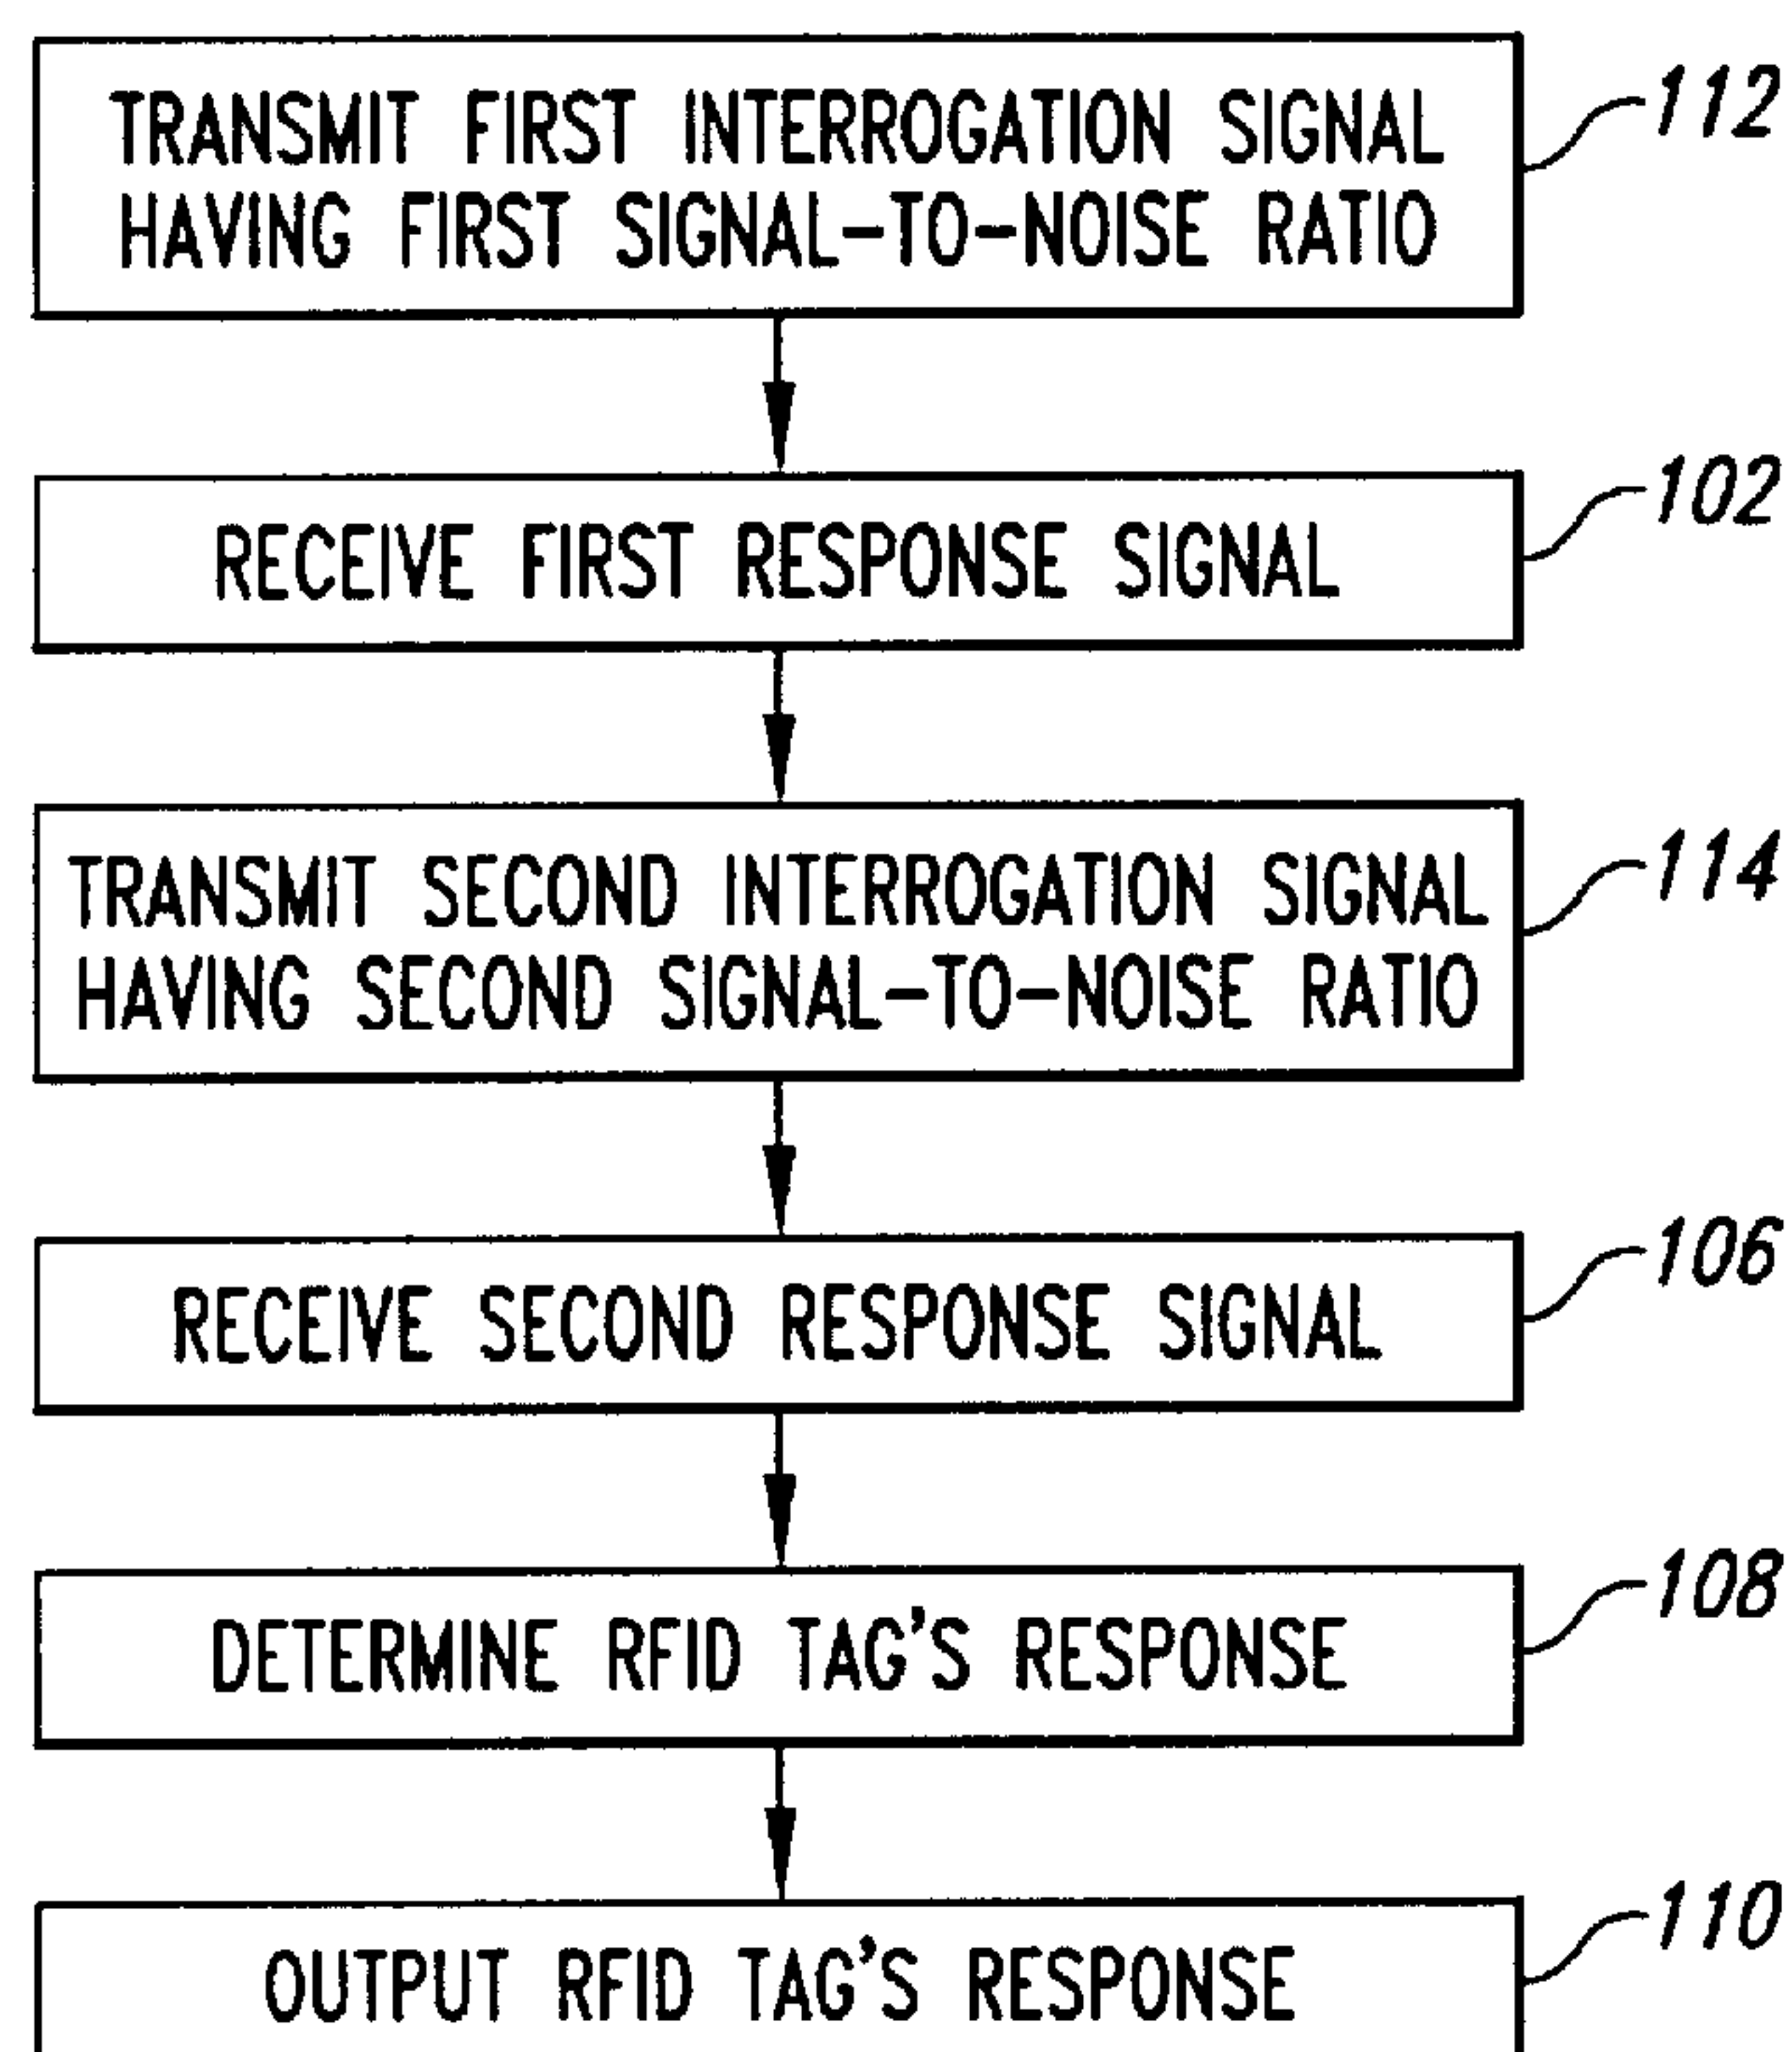 TRANSMIT FIRST INTERROGATION SIGNAL
HAVING FIRST SIGNAL-TO-NOISE RATIO
112
RECEIVE FIRST RESPONSE SIGNAL
102
TRANSMIT SECOND INTERROGATION SIGNAL
HAVING SECOND SIGNAL-TO-NOISE RATIO
114
RECEIVE SECOND RESPONSE SIGNAL
106
DETERMINE RFID TAG'S RESPONSE
108
OUTPUT RFID TAG'S RESPONSE
110